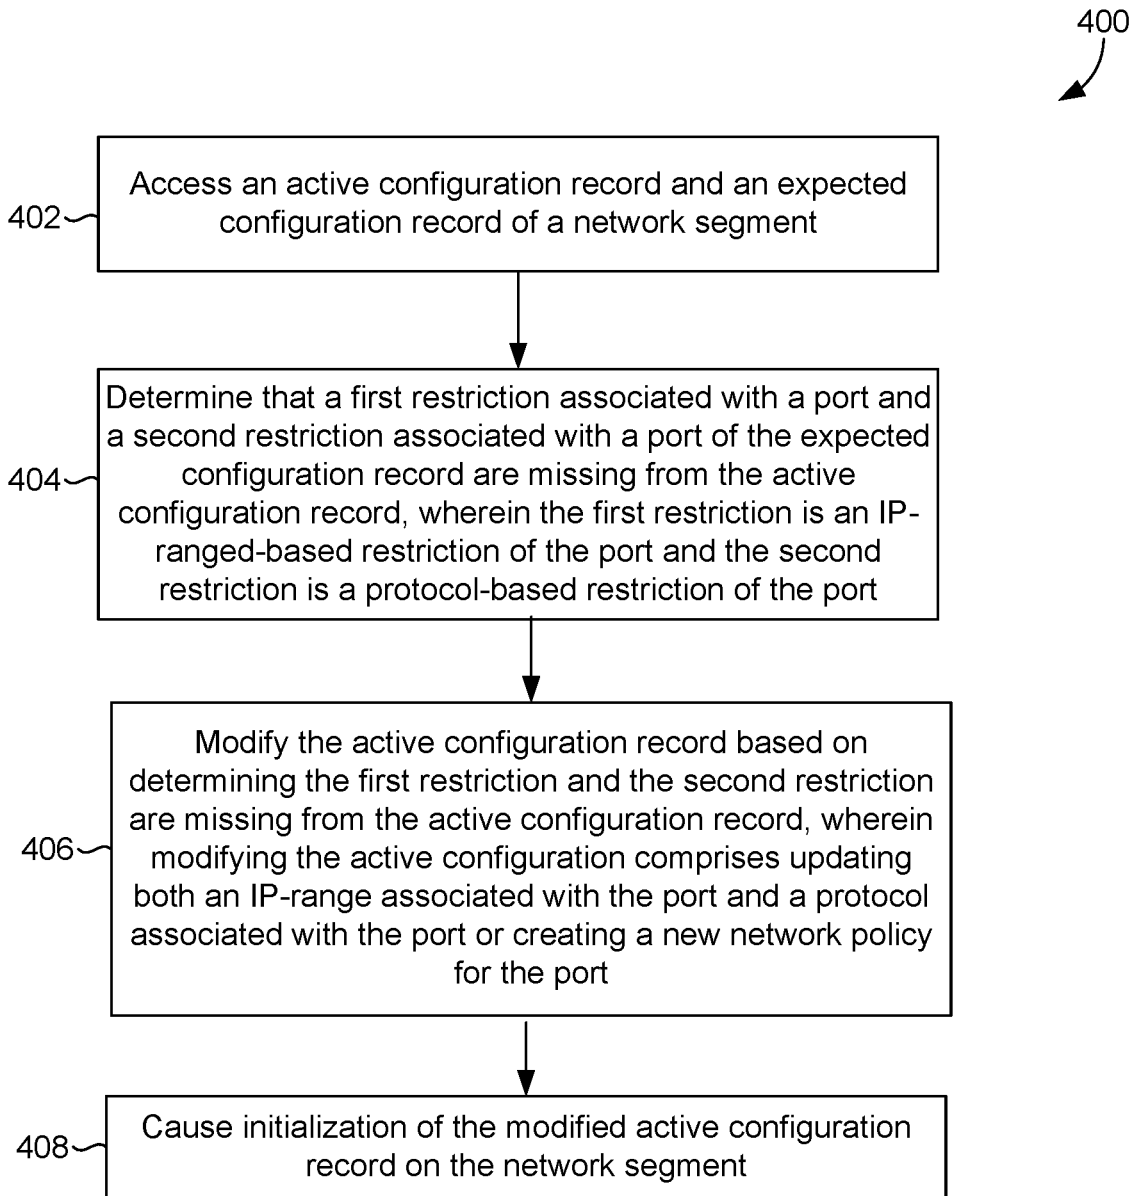 400
Access an active configuration record and an expected
configuration record of a network segment
402
Determine that a first restriction associated with a port and
a second restriction associated with a port of the expected
configuration record are missing from the active
configuration record, wherein the first restriction is an IP-
ranged-based restriction of the port and the second
restriction is a protocol-based restriction of the port
404
Modify the active configuration record based on
determining the first restriction and the second restriction
are missing from the active configuration record, wherein
modifying the active configuration comprises updating
both an IP-range associated with the port and a protocol
associated with the port or creating a new network policy
for the port
406
Cause initialization of the modified active configuration
record on the network segment
408